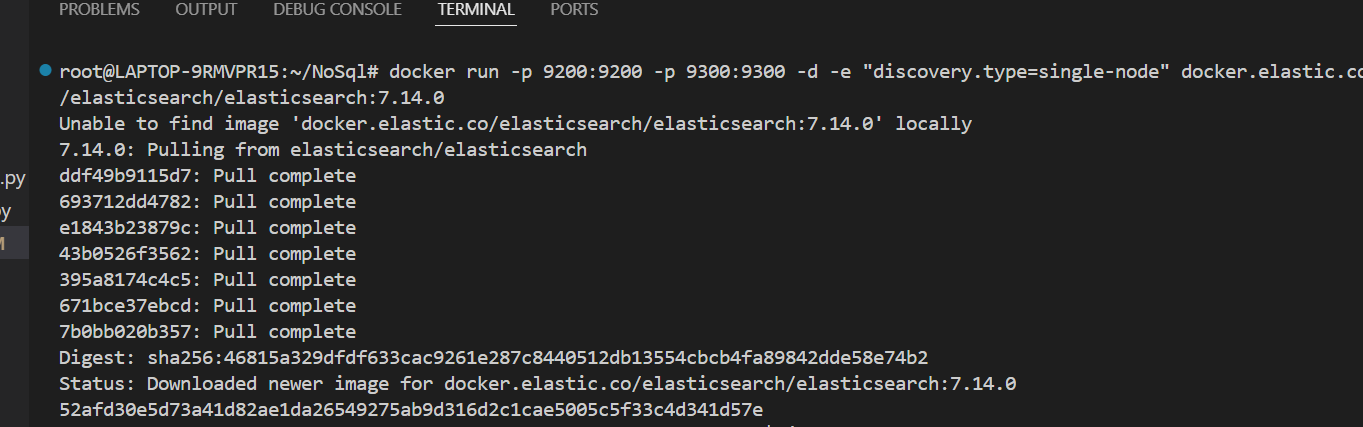 PROBLEMS OUTPUT DEBUG CONSOLE TERMINAL PORTS
root@LAPTOP-9RMVPR15:~/NoSql# docker run -p 9200:9200 -p 9300:9300 -d -e "discovery.type=single-node" docker.elastic.co
/elasticsearch/elasticsearch:7.14.0
Unable to find image 'docker.elastic.co/elasticsearch/elasticsearch:7.14.0' locally
7.14.0: Pulling from elasticsearch/elasticsearch
ddf49b9115d7: Pull complete
693712dd4782: Pull complete
e1843b23879c: Pull complete
43b0526f3562: Pull complete
395a8174c4c5: Pull complete
671bce37ebcd: Pull complete
7b0bb020b357: Pull complete
Digest: sha256:46815a329dfdf633cac9261e287c8440512db13554cbcb4fa89842dde58e74b2
Status: Downloaded newer image for docker.elastic.co/elasticsearch/elasticsearch:7.14.0
52afd30e5d73a41d82ae1da26549275ab9d316d2c1cae5005c5f33c4d341d57e
.py